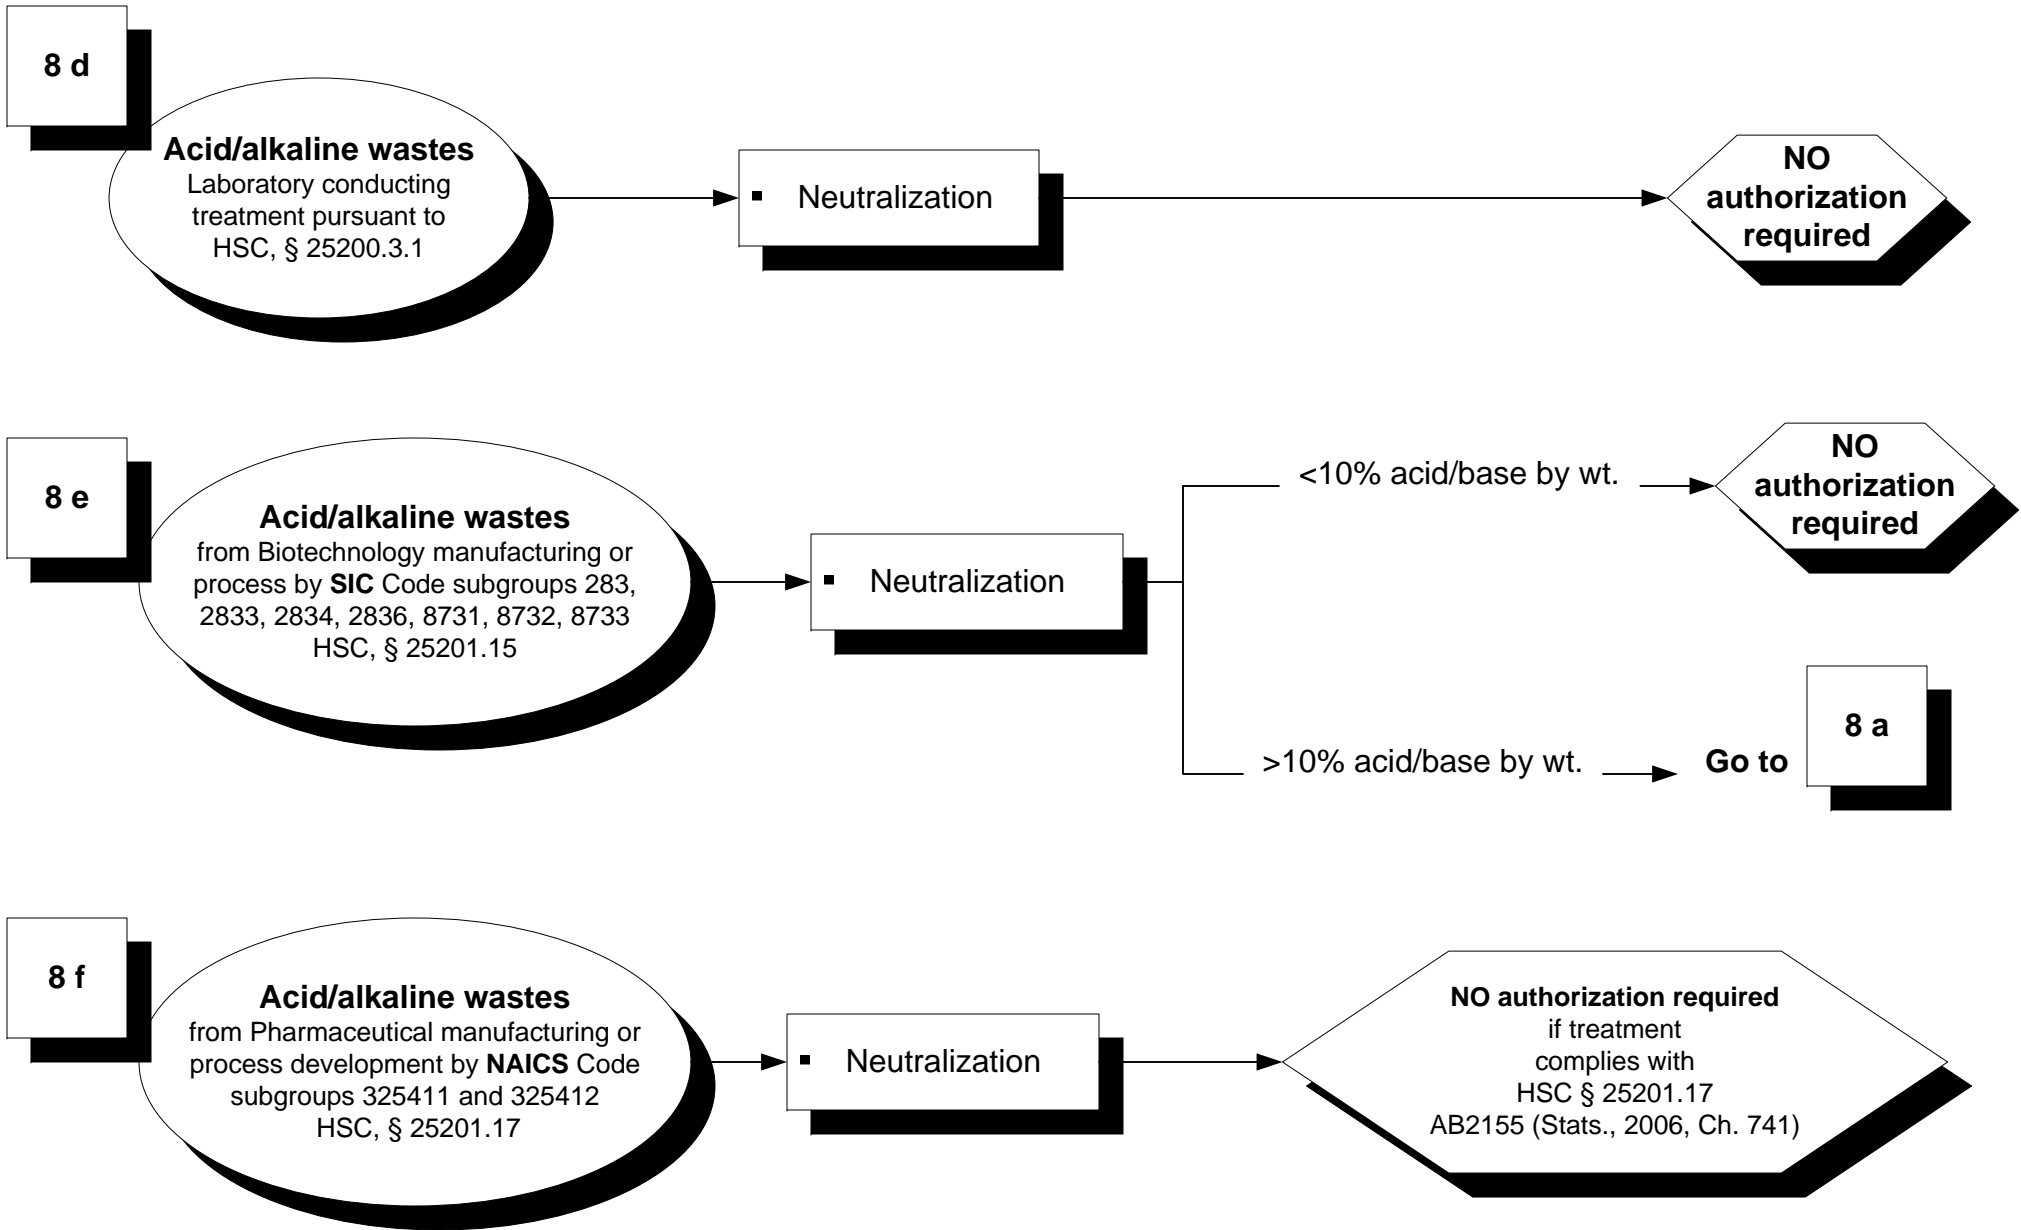 8 d
Acid/alkaline wastes
Laboratory conducting
treatment pursuant to
HSC, § 25200.3.1
▪ Neutralization
NO
authorization
required
8 e
Acid/alkaline wastes
from Biotechnology manufacturing or
process by SIC Code subgroups 283,
2833, 2834, 2836, 8731, 8732, 8733
HSC, § 25201.15
▪ Neutralization
<10% acid/base by wt.
NO
authorization
required
>10% acid/base by wt.
Go to
8 a
8 f
Acid/alkaline wastes
from Pharmaceutical manufacturing or
process development by NAICS Code
subgroups 325411 and 325412
HSC, § 25201.17
▪ Neutralization
NO authorization required
if treatment
complies with
HSC § 25201.17
AB2155 (Stats., 2006, Ch. 741)